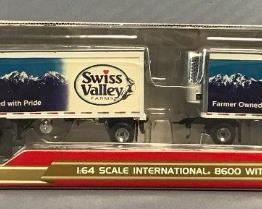 Swiss
Valley
FARMS
ed with Pride
Farmer Owned
1:64 SCALE INTERNATIONAL 8600 WIT